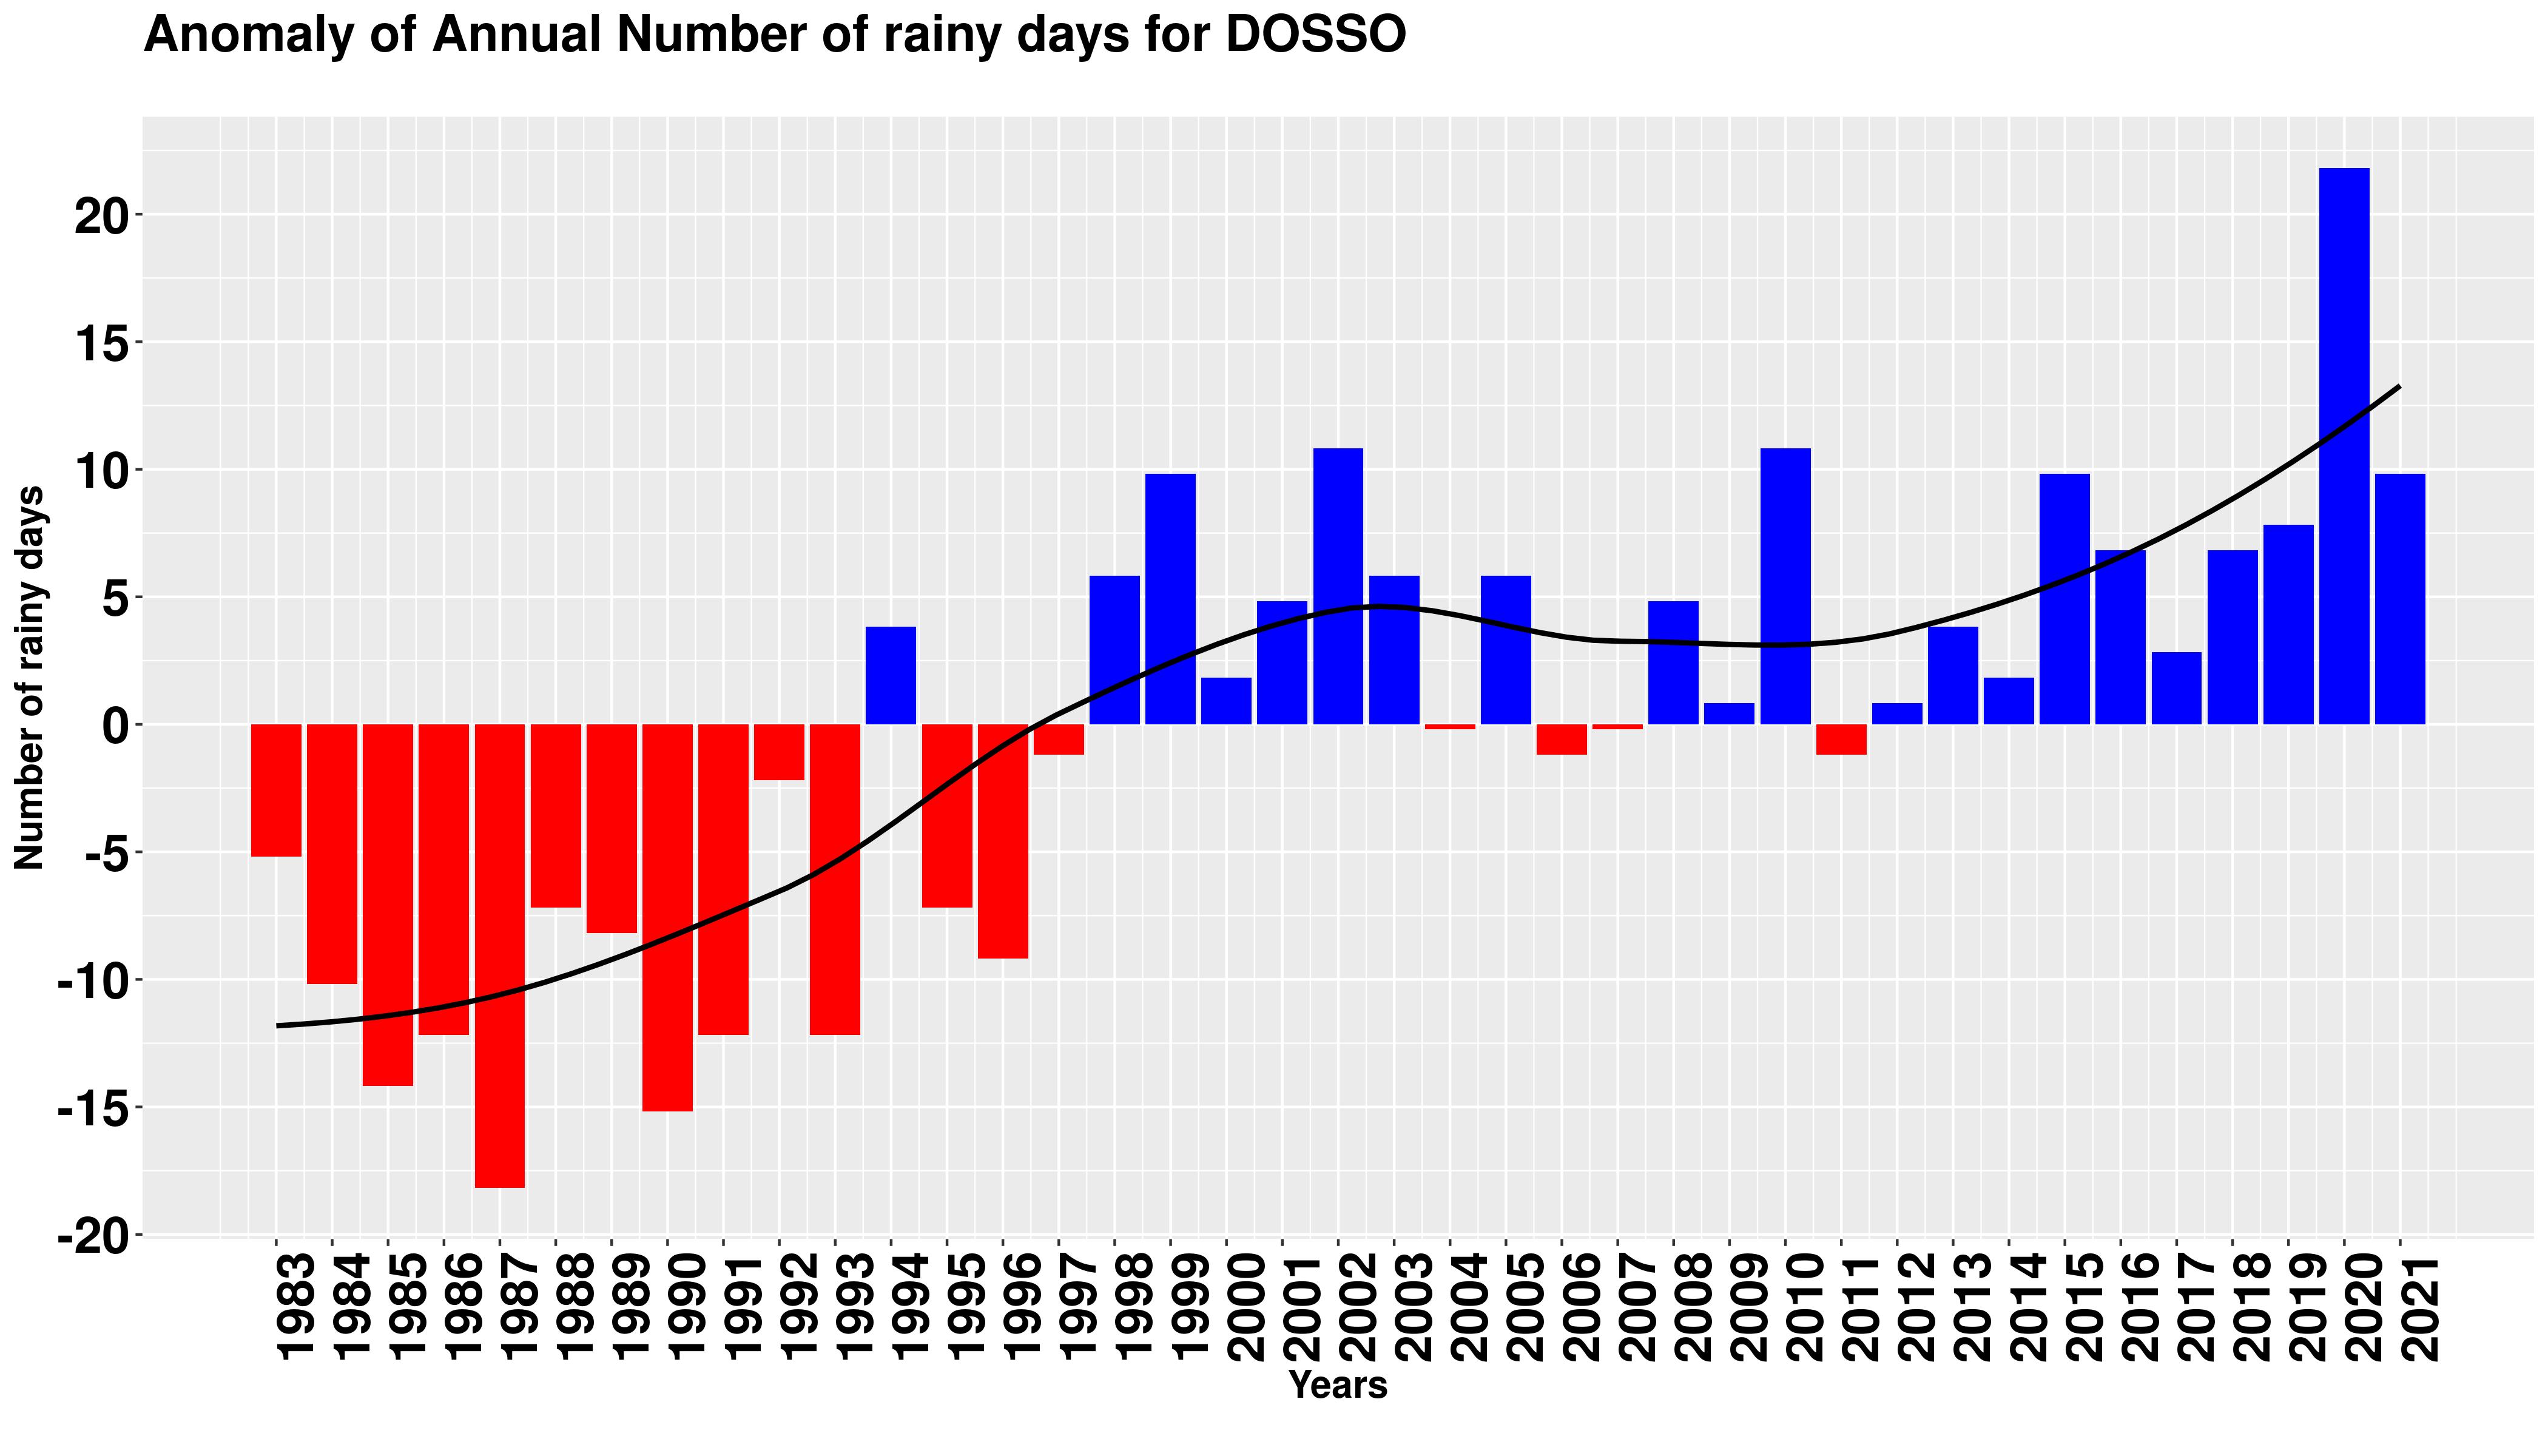 Anomaly of Annual Number of rainy days for DOSSO
Number of rainy days
20
15
10
5
0
-5
-10
-15
-20
1983 1984 1985 1986 1987 1988 1989 1990 1991 1992 1993 1994 1995 1996 1997 1998 1999 2000 2001 2002 2003 2004 2005 2006 2007 2008 2009 2010 2011 2012 2013 2014 2015 2016 2017 2018 2019 2020 2021
Years